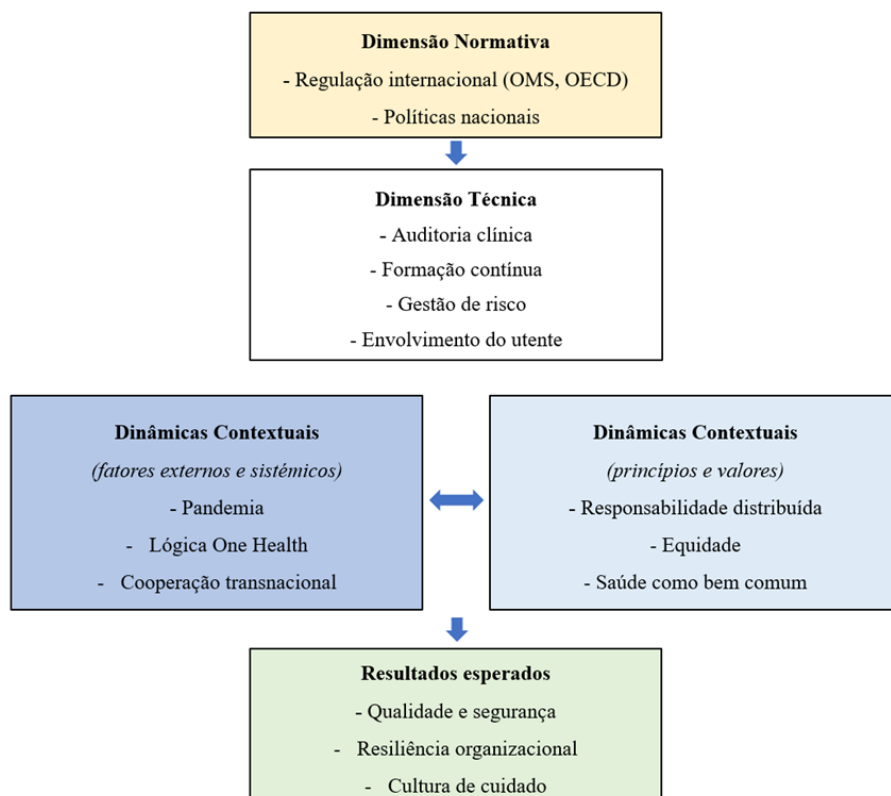 Dimensão Normativa
- Regulação internacional (OMS, OECD)
- Políticas nacionais
Dimensão Técnica
- Auditoria clínica
- Formação contínua
- Gestão de risco
- Envolvimento do utente
Dinâmicas Contextuais
(fatores externos e sistémicos)
- Pandemia
- Lógica One Health
- Cooperação transnacional
Dinâmicas Contextuais
(princípios e valores)
- Responsabilidade distribuída
- Equidade
- Saúde como bem comum
Resultados esperados
- Qualidade e segurança
- Resiliência organizacional
- Cultura de cuidado